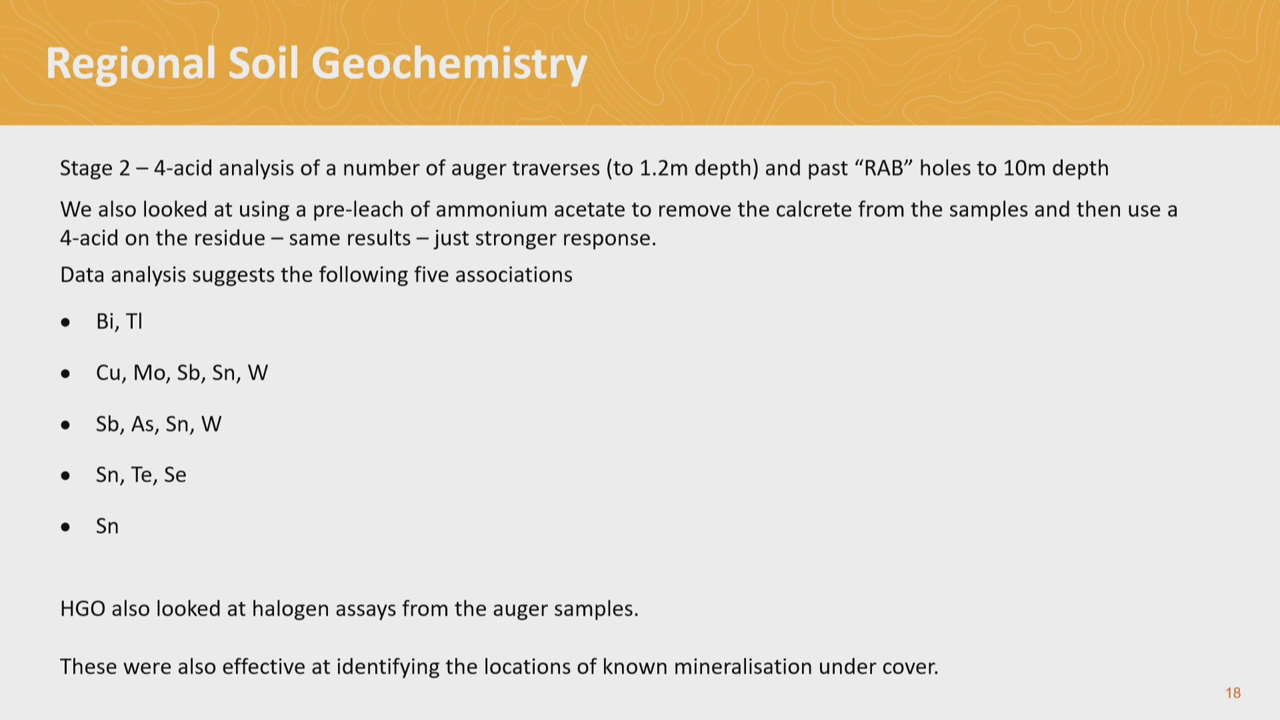 Regional Soil Geochemistry
Stage 2 – 4-acid analysis of a number of auger traverses (to 1.2m depth) and past “RAB” holes to 10m depth
We also looked at using a pre-leach of ammonium acetate to remove the calcrete from the samples and then use a
4-acid on the residue – same results – just stronger response.
Data analysis suggests the following five associations
• Bi, Tl
• Cu, Mo, Sb, Sn, W
• Sb, As, Sn, W
• Sn, Te, Se
• Sn
HGO also looked at halogen assays from the auger samples.
These were also effective at identifying the locations of known mineralisation under cover.
18